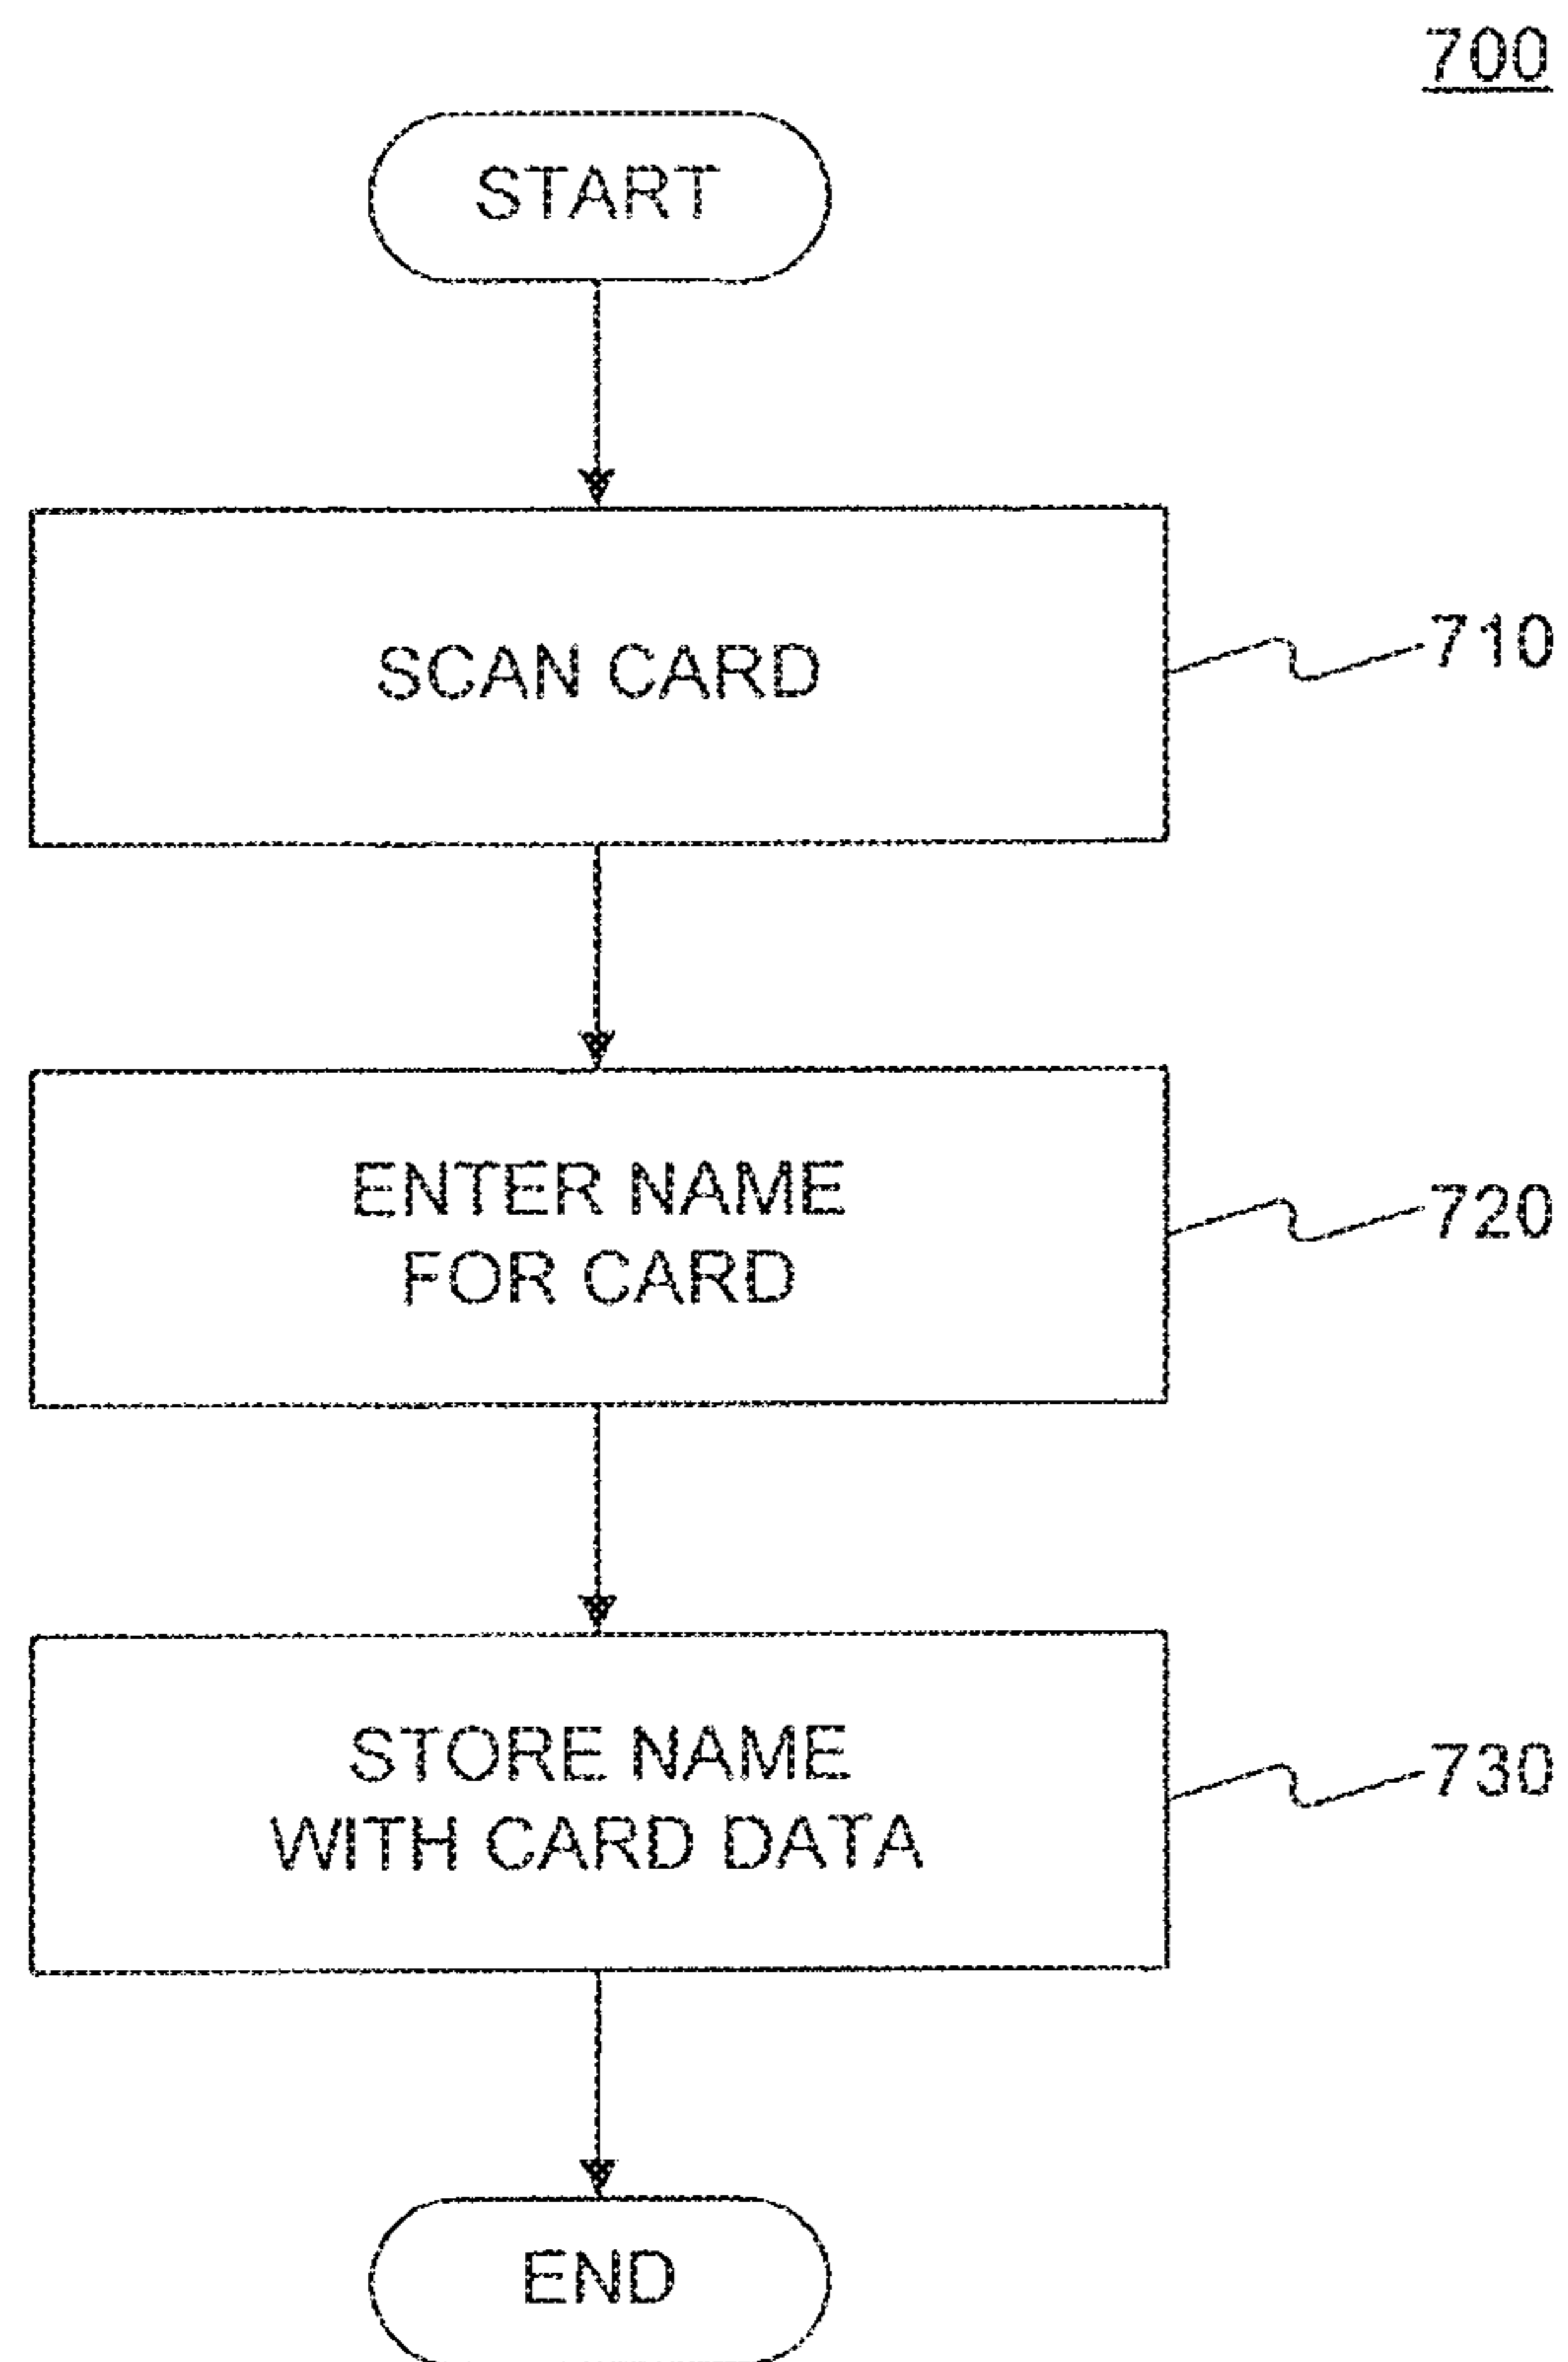 700
START
SCAN CARD
710
ENTER NAME
FOR CARD
720
STORE NAME
WITH CARD DATA
730
END